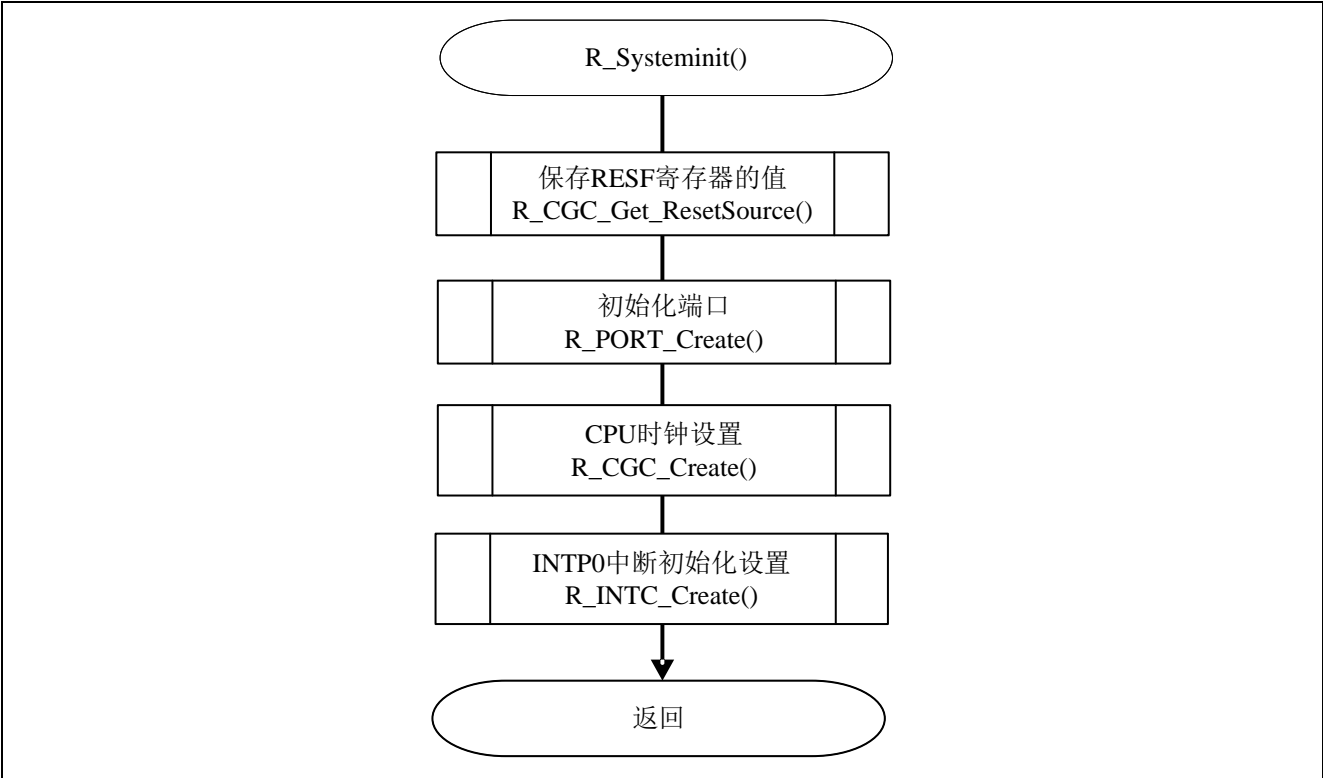 R_Systeminit()
保存RESF寄存器的值
R_CGC_Get_ResetSource()
初始化端口
R_PORT_Create()
CPU时钟设置
R_CGC_Create()
INTP0中断初始化设置
R_INTC_Create()
返回